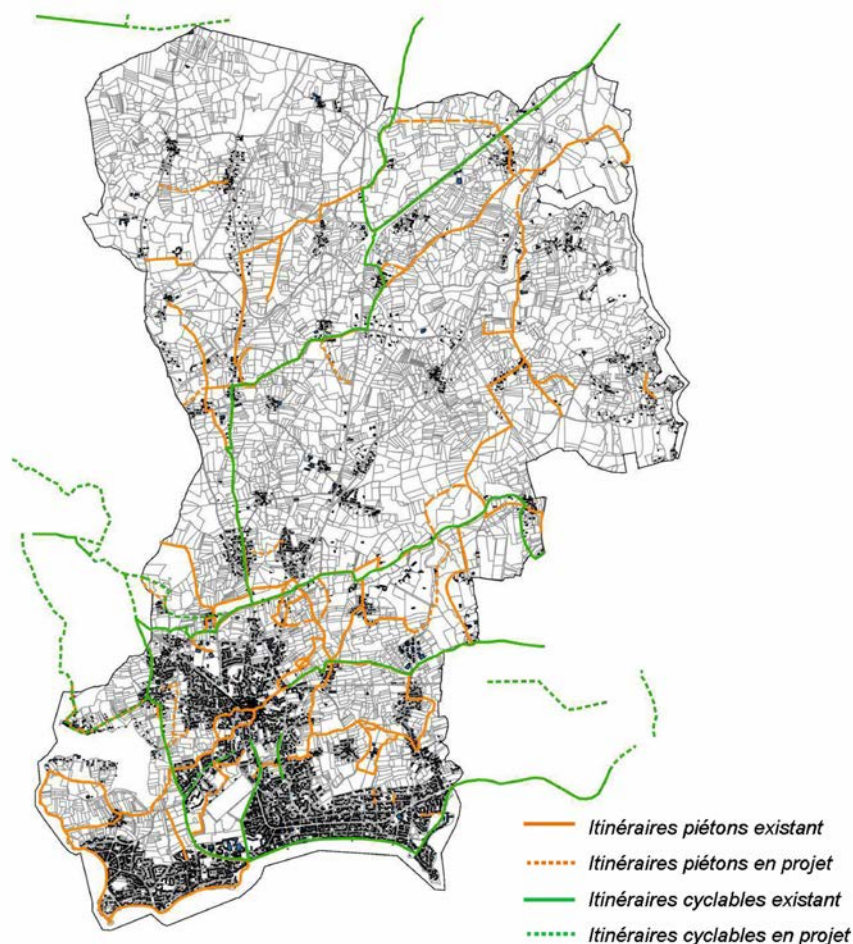 Itinéraires piétons existant
Itinéraires piétons en projet
Itinéraires cyclables existant
Itinéraires cyclables en projet